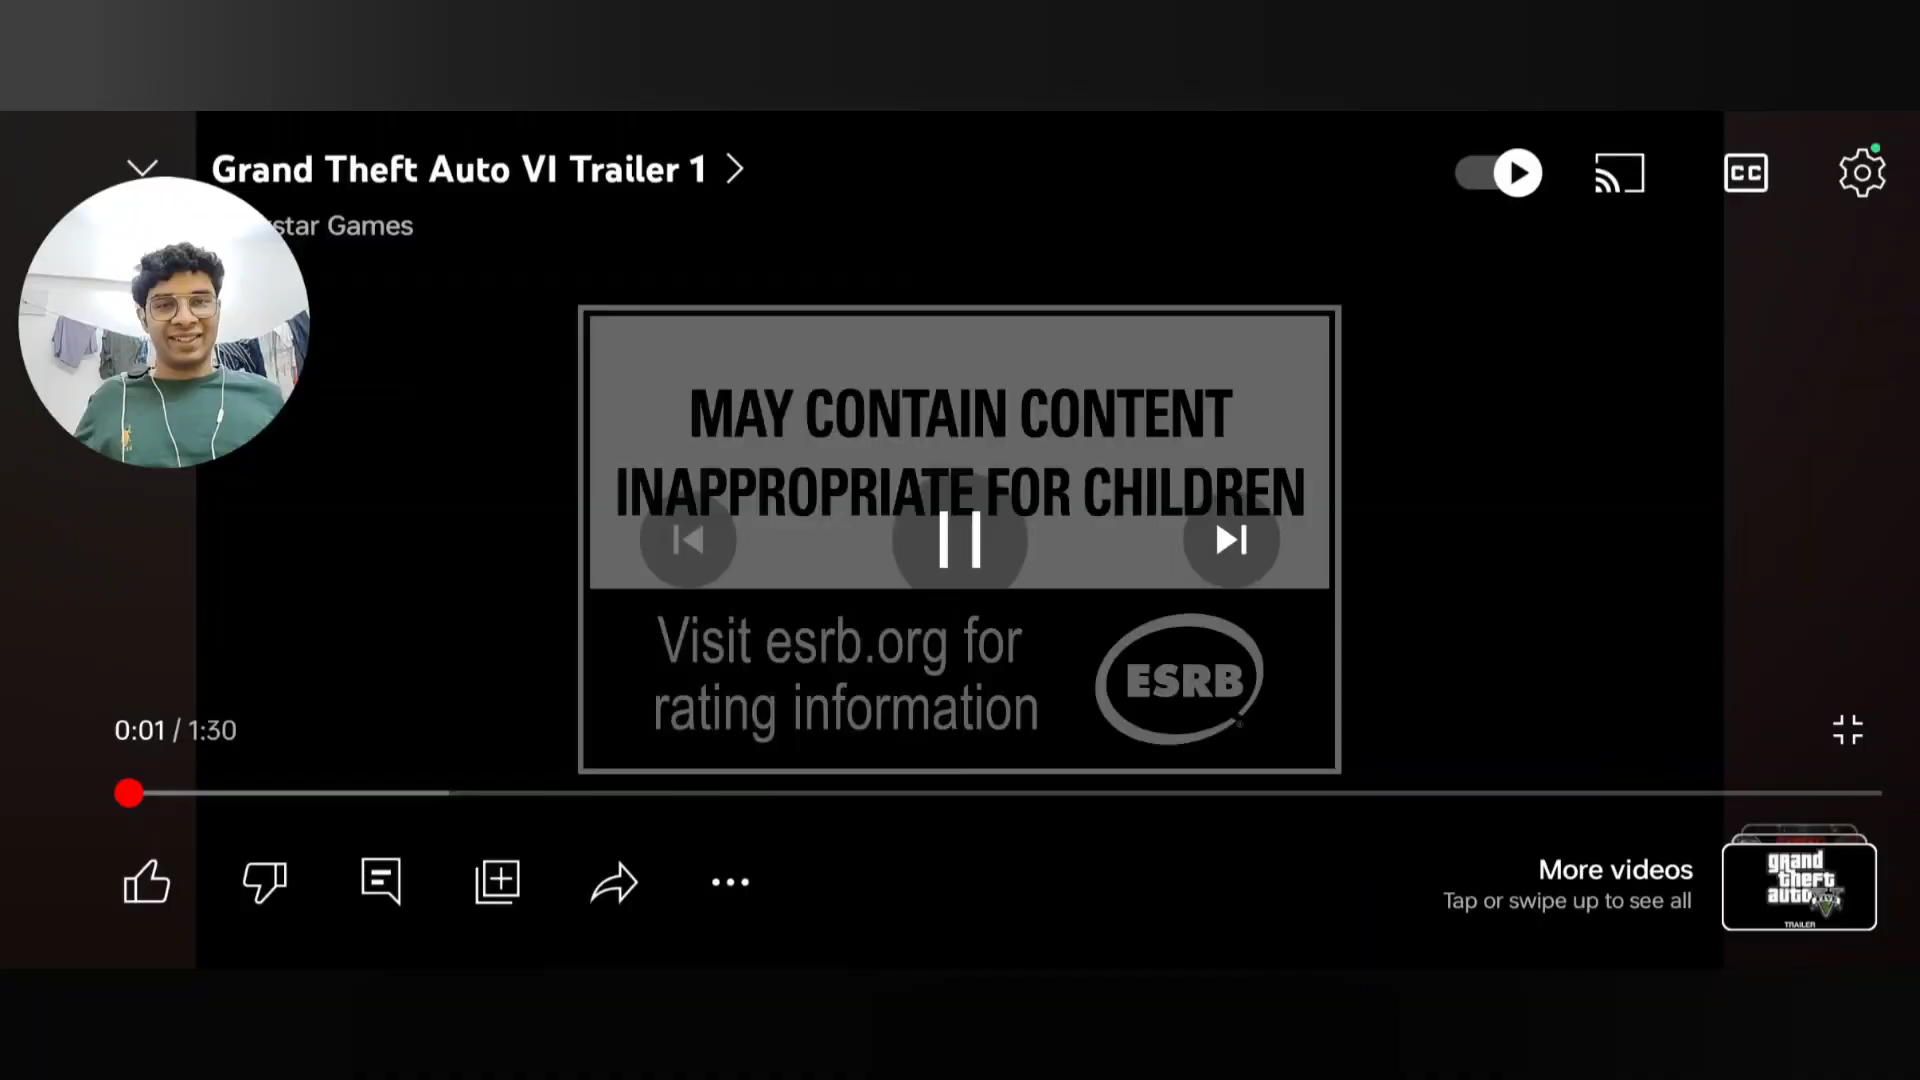 Grand Theft Auto VI Trailer 1
star Games
CC
MAY CONTAIN CONTENT
INAPPROPRIATE FOR CHILDREN
Visit esrb.org for
rating information
ESRB
0:01 / 1:30
More videos
Tap or swipe up to see all
grand
theft
auto
TRAILER